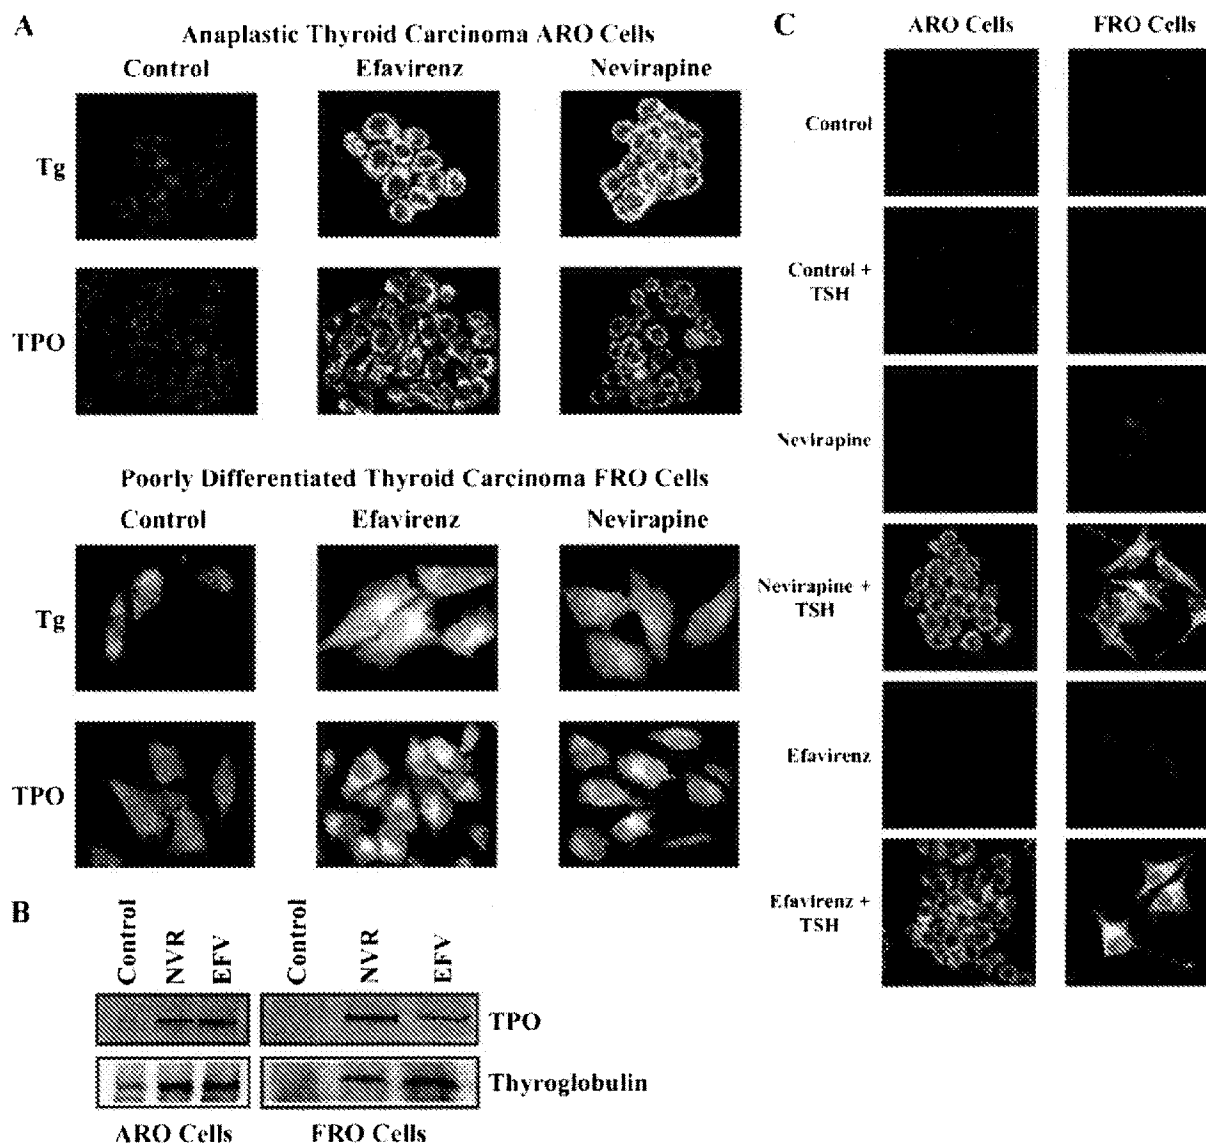 A
Anaplastic Thyroid Carcinoma ARO Cells
Control Efavirenz Nevirapine
Tg
TPO
Poorly Differentiated Thyroid Carcinoma FRO Cells
Control Efavirenz Nevirapine
Tg
TPO
B
Control NVR EFV Control NVR EFV
TPO
Thyroglobulin
ARO Cells FRO Cells
C
ARO Cells FRO Cells
Control
Control +
TSH
Nevirapine
Nevirapine +
TSH
Efavirenz
Efavirenz +
TSH